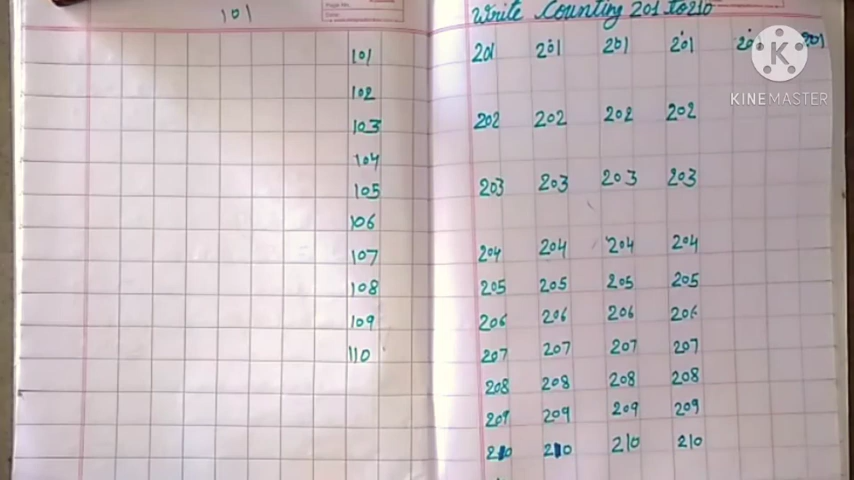 101
Page No.
Date:
101
102
103
104
105
106
107
108
109
110
Write Counting 201 to 210
201 201 201 201 201 201
202 202 202 202
203 203 203 203
204 204 204 204
205 205 205 205
206 206 206 206
207 207 207 207
208 208 208 208
209 209 209 209
210 210 210 210
KINEMASTER